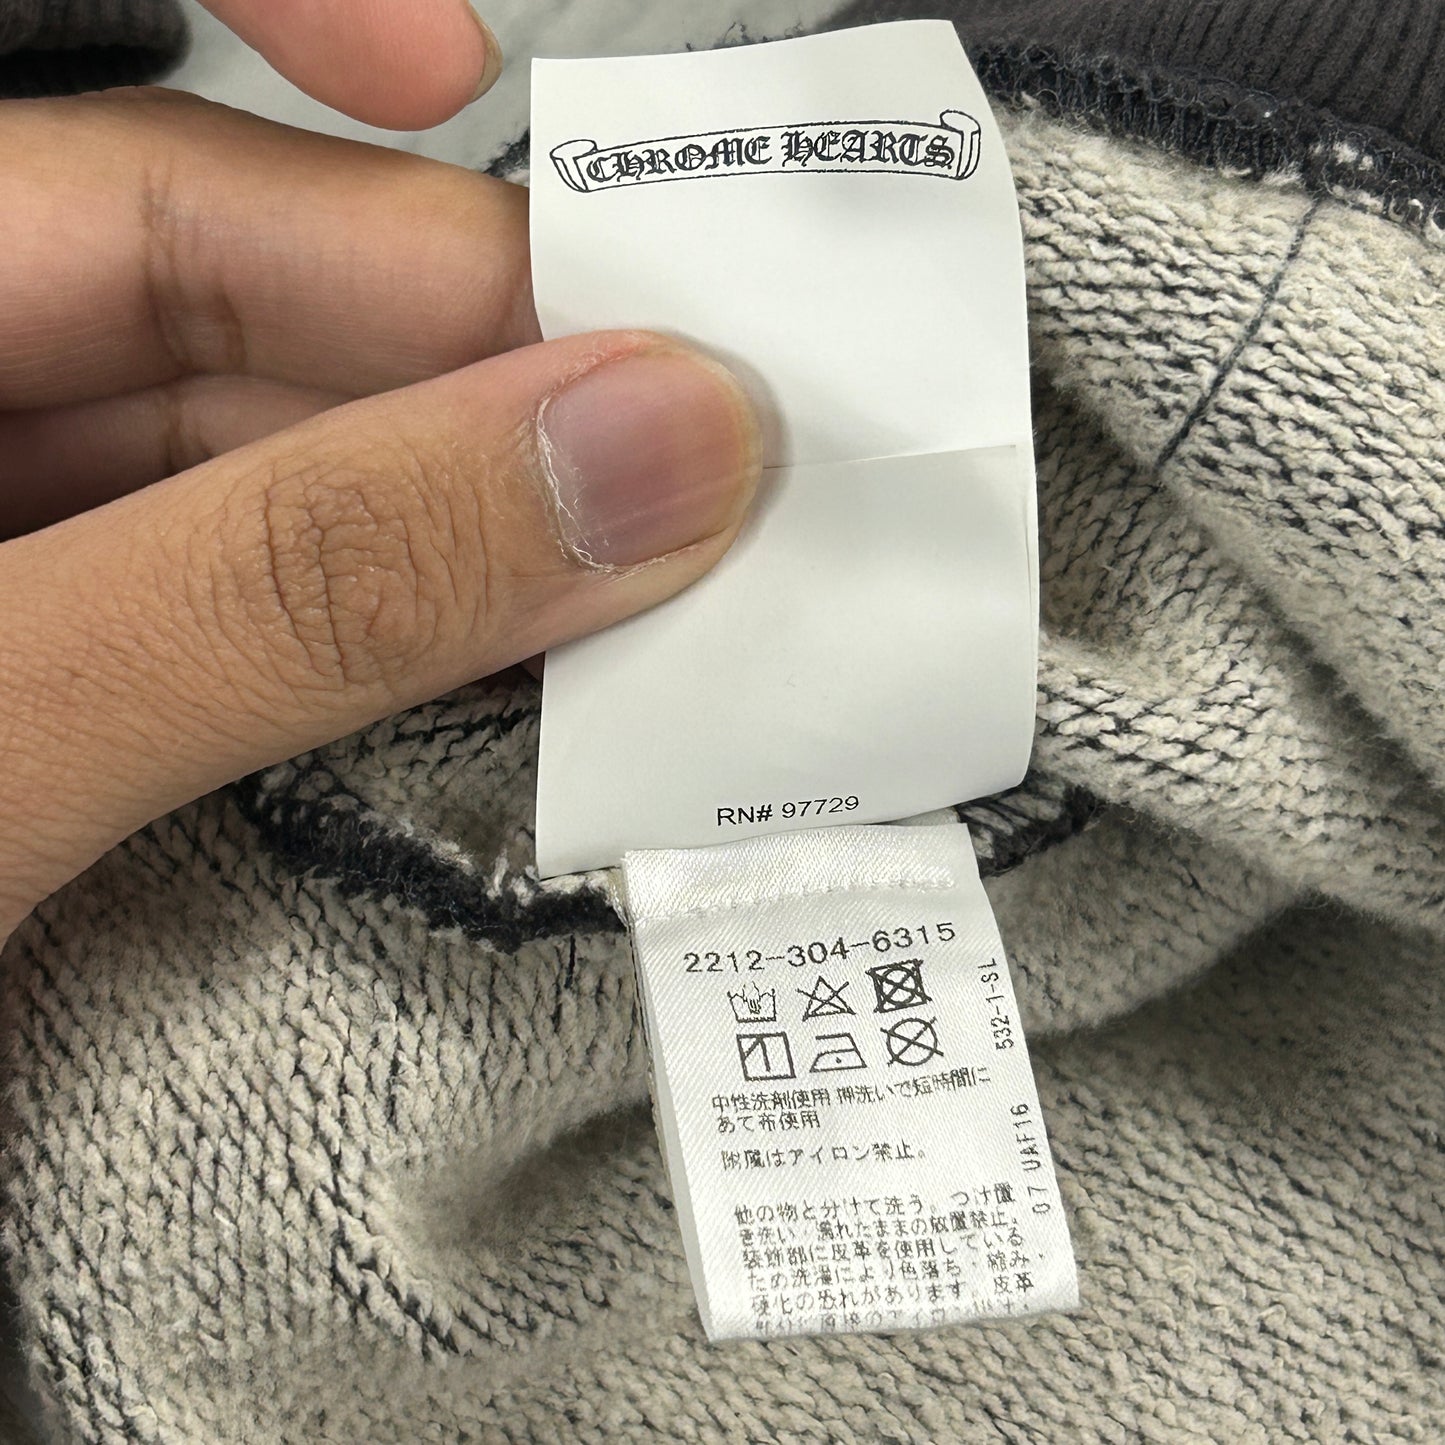 CHROME HEARTS
RN# 97729
2212-304-6315
中性洗剤使用 押洗いで短時間に
あて布使用
附属はアイロン禁止。
他の物と分けて洗う。つけ置
き洗い・濡れたままの放置禁止。
装飾部に皮革を使用している
ため洗濯により色落ち・縮み・
硬化の恐れがあります。皮革
532-1-SL
07 UAF16